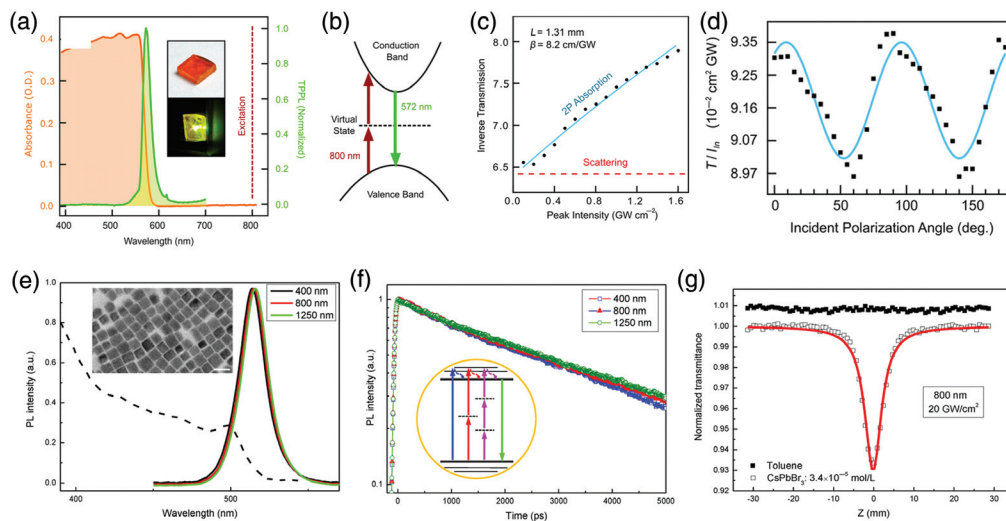 (a)
Absorbance (O.D.)
0.4
0.3
0.2
0.1
0.0
400
500
600
700
800
Wavelength (nm)
Excitation
1.0
0.8
0.6
0.4
0.2
0.0
TPPL (Normalized)
(b)
Conduction
Band
Virtual
State
800 nm
572 nm
Valence Band
(c)
L = 1.31 mm
β = 8.2 cm/GW
Inverse Transmission
8.0
7.5
7.0
6.5
2P Absorption
Scattering
0.0
0.4
0.8
1.2
1.6
Peak Intensity (GW cm⁻²)
(d)
T / I_In (10⁻² cm² GW)
9.35
9.16
9.07
8.97
0
50
100
150
Incident Polarization Angle (deg.)
(e)
PL intensity (a.u.)
1.0
0.8
0.6
0.4
0.2
0.0
400 nm
800 nm
1250 nm
400
500
Wavelength (nm)
(f)
PL intensity (a.u.)
1
0.1
400 nm
800 nm
1250 nm
0
1000
2000
3000
4000
5000
Time (ps)
(g)
Normalized transmittance
1.01
1.00
0.99
0.98
0.97
0.96
0.95
0.94
0.93
0.92
800 nm
20 GW/cm²
Toluene
CsPbBr₃: 3.4×10⁻⁵ mol/L
-30
-20
-10
0
10
20
30
Z (mm)